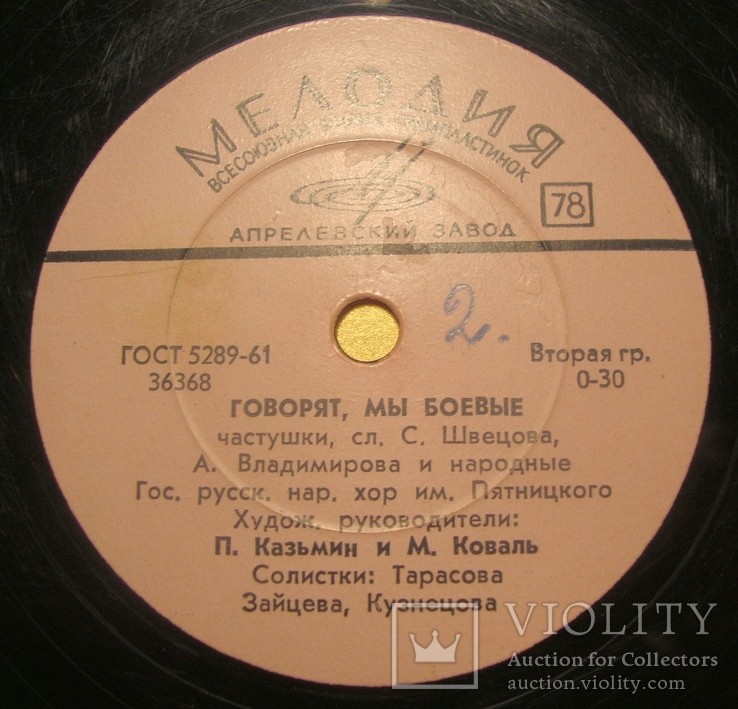 МЕЛОДИЯ
ВСЕСОЮЗНАЯ ФИРМА ГРАМПЛАСТИНОК
78
АПРЕЛЕВСКИЙ ЗАВОД
2.
ГОСТ 5289-61
Вторая гр.
36368
0-30
ГОВОРЯТ, МЫ БОЕВЫЕ
частушки, сл. С. Швецова,
А. Владимирова и народные
Гос. русск. нар. хор им. Пятницкого
Худож. руководители:
П. Казьмин и М. Коваль
Солистки: Тарасова
Зайцева, Кузнецова
VIOLITY
Auction for Collectors
auction.violity.com